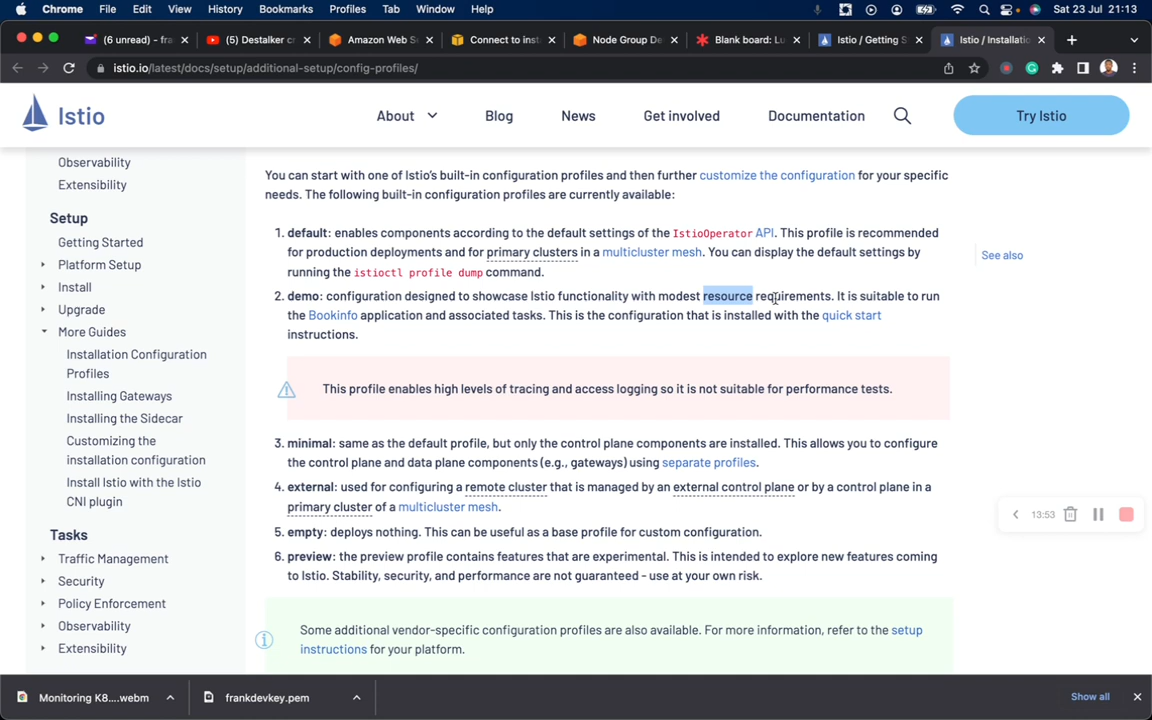 Chrome File Edit View History Bookmarks Profiles Tab Window Help Sat 23 Jul 21:13
(6 unread) - fra
(5) Destalker c
Amazon Web S
Connect to inst
Node Group De
Blank board: Lu
Istio / Getting S
Istio / Installatio
istio.io/latest/docs/setup/additional-setup/config-profiles/
Istio
About
Blog
News
Get involved
Documentation
Try Istio
Observability
Extensibility
Setup
Getting Started
Platform Setup
Install
Upgrade
More Guides
Installation Configuration
Profiles
Installing Gateways
Installing the Sidecar
Customizing the
installation configuration
Install Istio with the Istio
CNI plugin
Tasks
Traffic Management
Security
Policy Enforcement
Observability
Extensibility
You can start with one of Istio's built-in configuration profiles and then further customize the configuration for your specific
needs. The following built-in configuration profiles are currently available:
1. default: enables components according to the default settings of the IstioOperator API. This profile is recommended
for production deployments and for primary clusters in a multicluster mesh. You can display the default settings by
running the istioctl profile dump command.
2. demo: configuration designed to showcase Istio functionality with modest resource requirements. It is suitable to run
the Bookinfo application and associated tasks. This is the configuration that is installed with the quick start
instructions.
This profile enables high levels of tracing and access logging so it is not suitable for performance tests.
3. minimal: same as the default profile, but only the control plane components are installed. This allows you to configure
the control plane and data plane components (e.g., gateways) using separate profiles.
4. external: used for configuring a remote cluster that is managed by an external control plane or by a control plane in a
primary cluster of a multicluster mesh.
5. empty: deploys nothing. This can be useful as a base profile for custom configuration.
6. preview: the preview profile contains features that are experimental. This is intended to explore new features coming
to Istio. Stability, security, and performance are not guaranteed - use at your own risk.
Some additional vendor-specific configuration profiles are also available. For more information, refer to the setup
instructions for your platform.
See also
13:53
Monitoring K8....webm
frankdevkey.pem
Show all